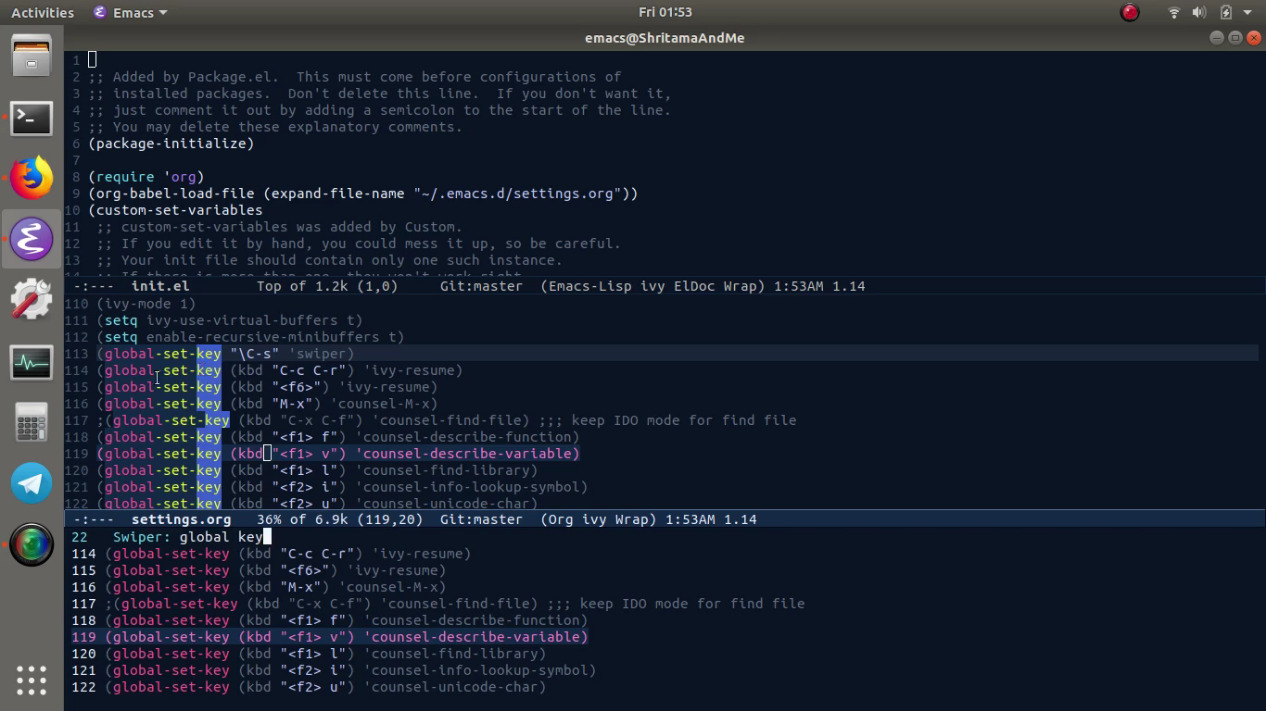 Activities Emacs Fri 01:53
emacs@ShritamaAndMe
1
2 ;; Added by Package.el.  This must come before configurations of
3 ;; installed packages.  Don't delete this line.  If you don't want it,
4 ;; just comment it out by adding a semicolon to the start of the line.
5 ;; You may delete these explanatory comments.
6 (package-initialize)
7
8 (require 'org)
9 (org-babel-load-file (expand-file-name "~/.emacs.d/settings.org"))
10 (custom-set-variables
11  ;; custom-set-variables was added by Custom.
12  ;; If you edit it by hand, you could mess it up, so be careful.
13  ;; Your init file should contain only one such instance.
14  ;; If there is more than one, they won't work right.
-:---  init.el        Top of 1.2k (1,0)     Git:master  (Emacs-Lisp ivy ElDoc Wrap) 1:53AM 1.14
110 (ivy-mode 1)
111 (setq ivy-use-virtual-buffers t)
112 (setq enable-recursive-minibuffers t)
113 (global-set-key "\C-s" 'swiper)
114 (global-set-key (kbd "C-c C-r") 'ivy-resume)
115 (global-set-key (kbd "<f6>") 'ivy-resume)
116 (global-set-key (kbd "M-x") 'counsel-M-x)
117 ;(global-set-key (kbd "C-x C-f") 'counsel-find-file) ;;; keep IDO mode for find file
118 (global-set-key (kbd "<f1> f") 'counsel-describe-function)
119 (global-set-key (kbd "<f1> v") 'counsel-describe-variable)
120 (global-set-key (kbd "<f1> l") 'counsel-find-library)
121 (global-set-key (kbd "<f2> i") 'counsel-info-lookup-symbol)
122 (global-set-key (kbd "<f2> u") 'counsel-unicode-char)
-:---  settings.org   36% of 6.9k (119,20)  Git:master  (Org ivy Wrap) 1:53AM 1.14
22   Swiper: global key
114 (global-set-key (kbd "C-c C-r") 'ivy-resume)
115 (global-set-key (kbd "<f6>") 'ivy-resume)
116 (global-set-key (kbd "M-x") 'counsel-M-x)
117 ;(global-set-key (kbd "C-x C-f") 'counsel-find-file) ;;; keep IDO mode for find file
118 (global-set-key (kbd "<f1> f") 'counsel-describe-function)
119 (global-set-key (kbd "<f1> v") 'counsel-describe-variable)
120 (global-set-key (kbd "<f1> l") 'counsel-find-library)
121 (global-set-key (kbd "<f2> i") 'counsel-info-lookup-symbol)
122 (global-set-key (kbd "<f2> u") 'counsel-unicode-char)